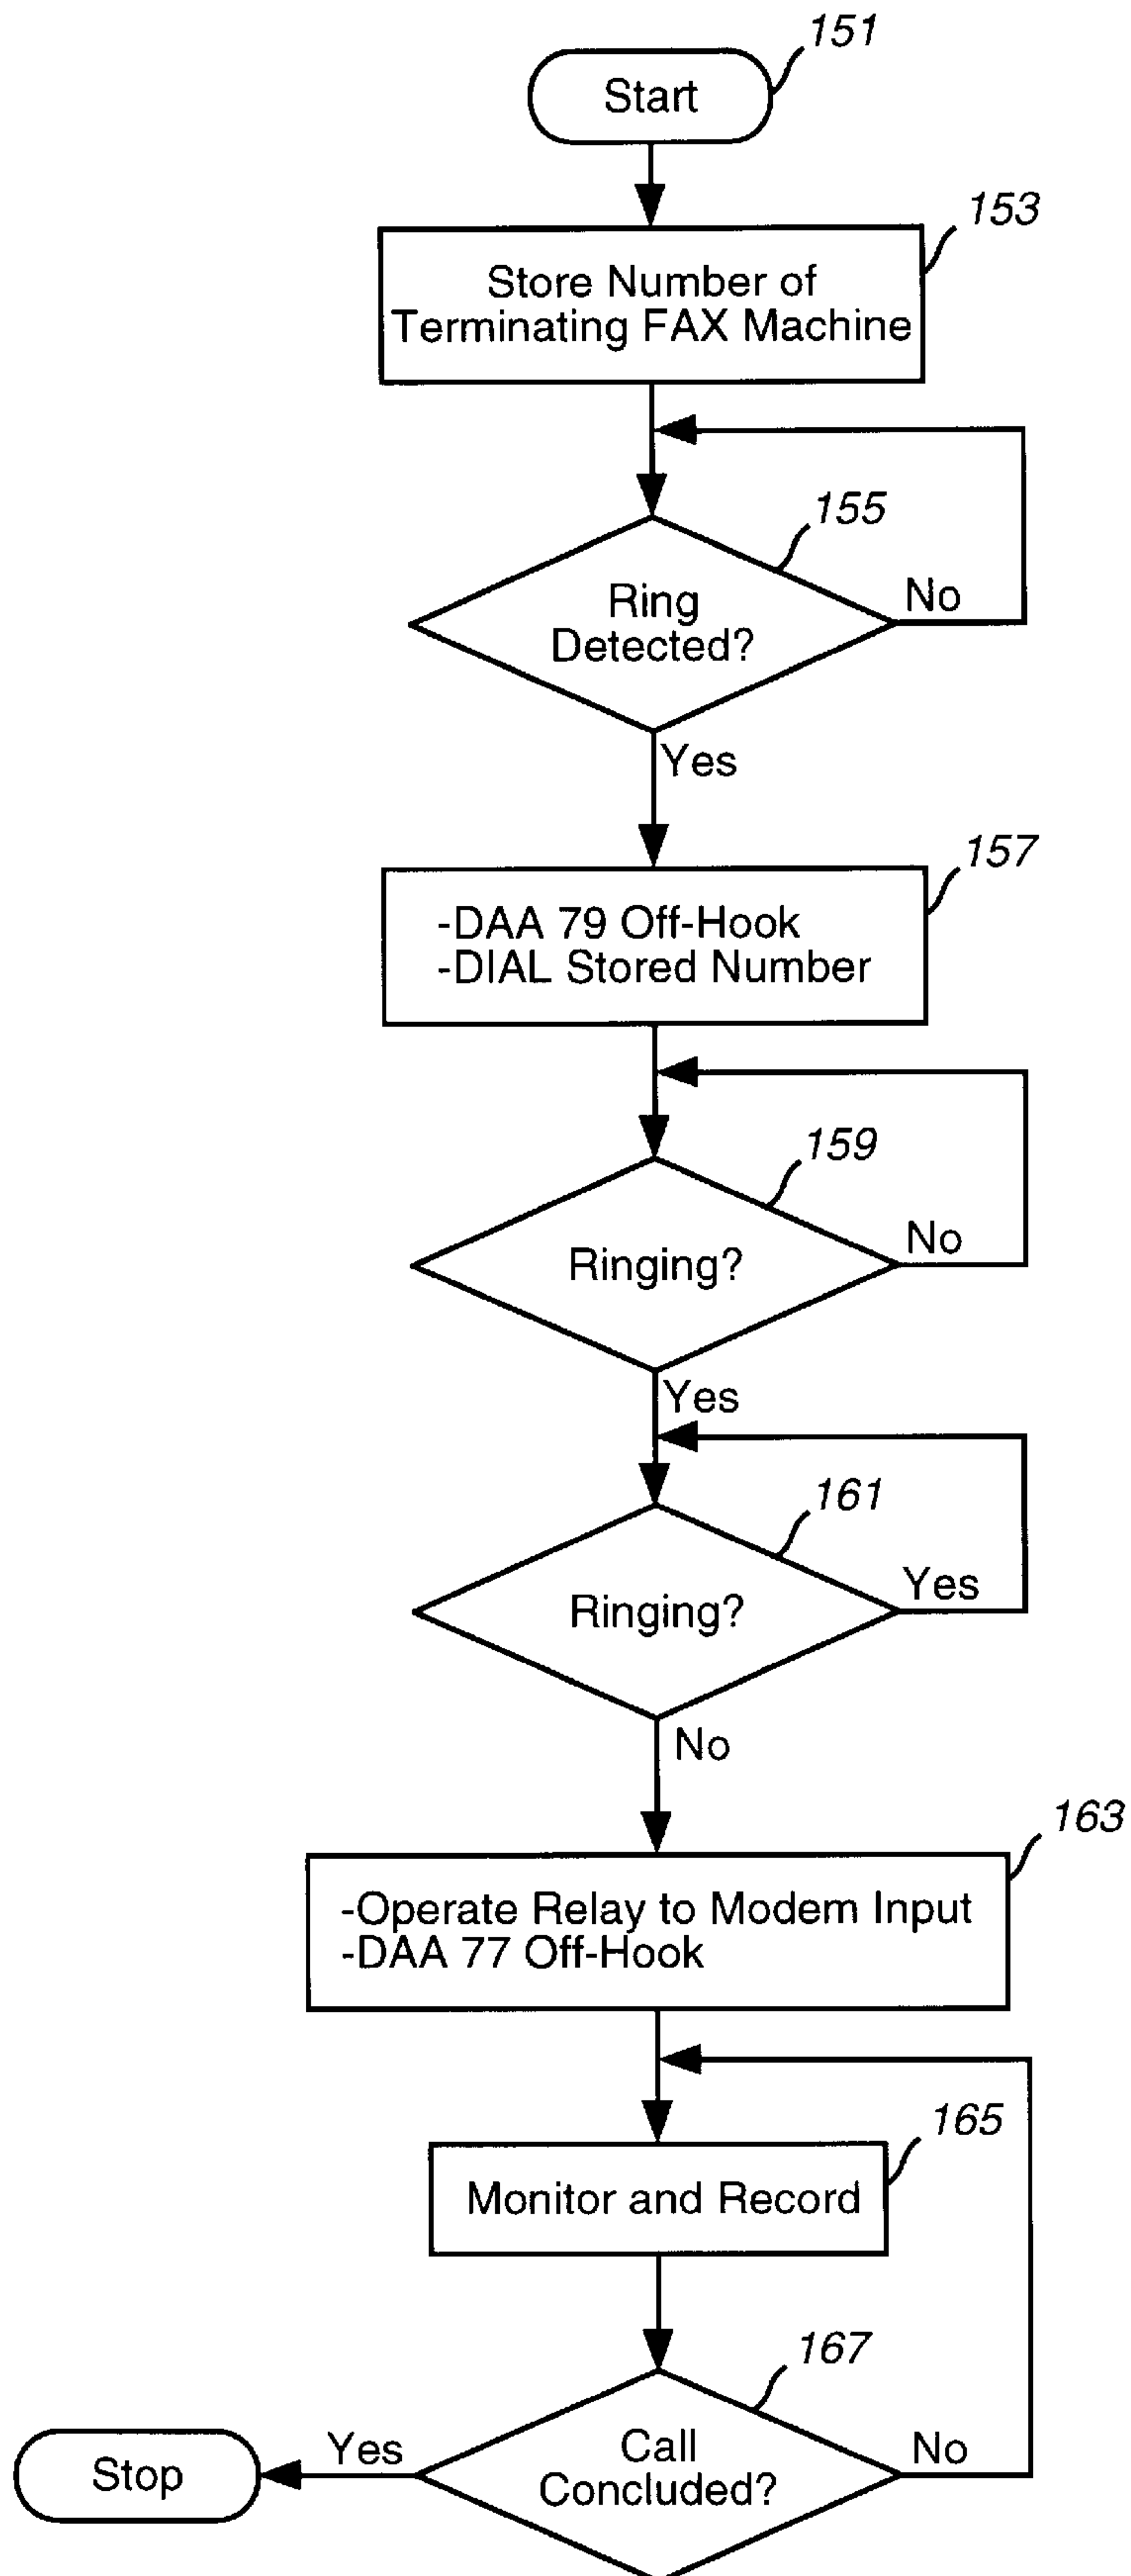 151
Start
153
Store Number of
Terminating FAX Machine
155
Ring
Detected?
No
Yes
157
-DAA 79 Off-Hook
-DIAL Stored Number
159
Ringing?
No
Yes
161
Ringing?
Yes
No
163
-Operate Relay to Modem Input
-DAA 77 Off-Hook
165
Monitor and Record
167
Call
Concluded?
No
Yes
Stop